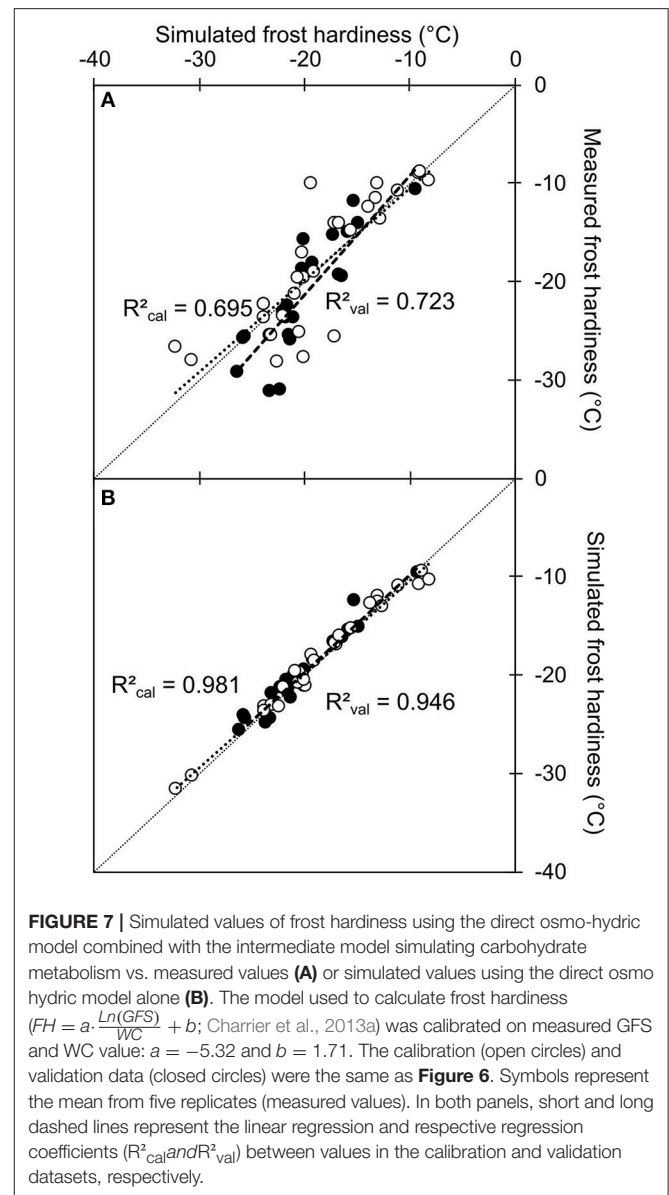 Simulated frost hardiness (°C)
-40 -30 -20 -10 0
A
0
-10
-20
-30
Measured frost hardiness (°C)
R²cal = 0.695
R²val = 0.723
0
B
-10
-20
-30
-40
Simulated frost hardiness (°C)
R²cal = 0.981
R²val = 0.946
FIGURE 7 | Simulated values of frost hardiness using the direct osmo-hydric
model combined with the intermediate model simulating carbohydrate
metabolism vs. measured values (A) or simulated values using the direct osmo
hydric model alone (B). The model used to calculate frost hardiness
(FH = a·Ln(GFS)/WC + b; Charrier et al., 2013a) was calibrated on measured GFS
and WC value: a = −5.32 and b = 1.71. The calibration (open circles) and
validation data (closed circles) were the same as Figure 6. Symbols represent
the mean from five replicates (measured values). In both panels, short and long
dashed lines represent the linear regression and respective regression
coefficients (R²calandR²val) between values in the calibration and validation
datasets, respectively.